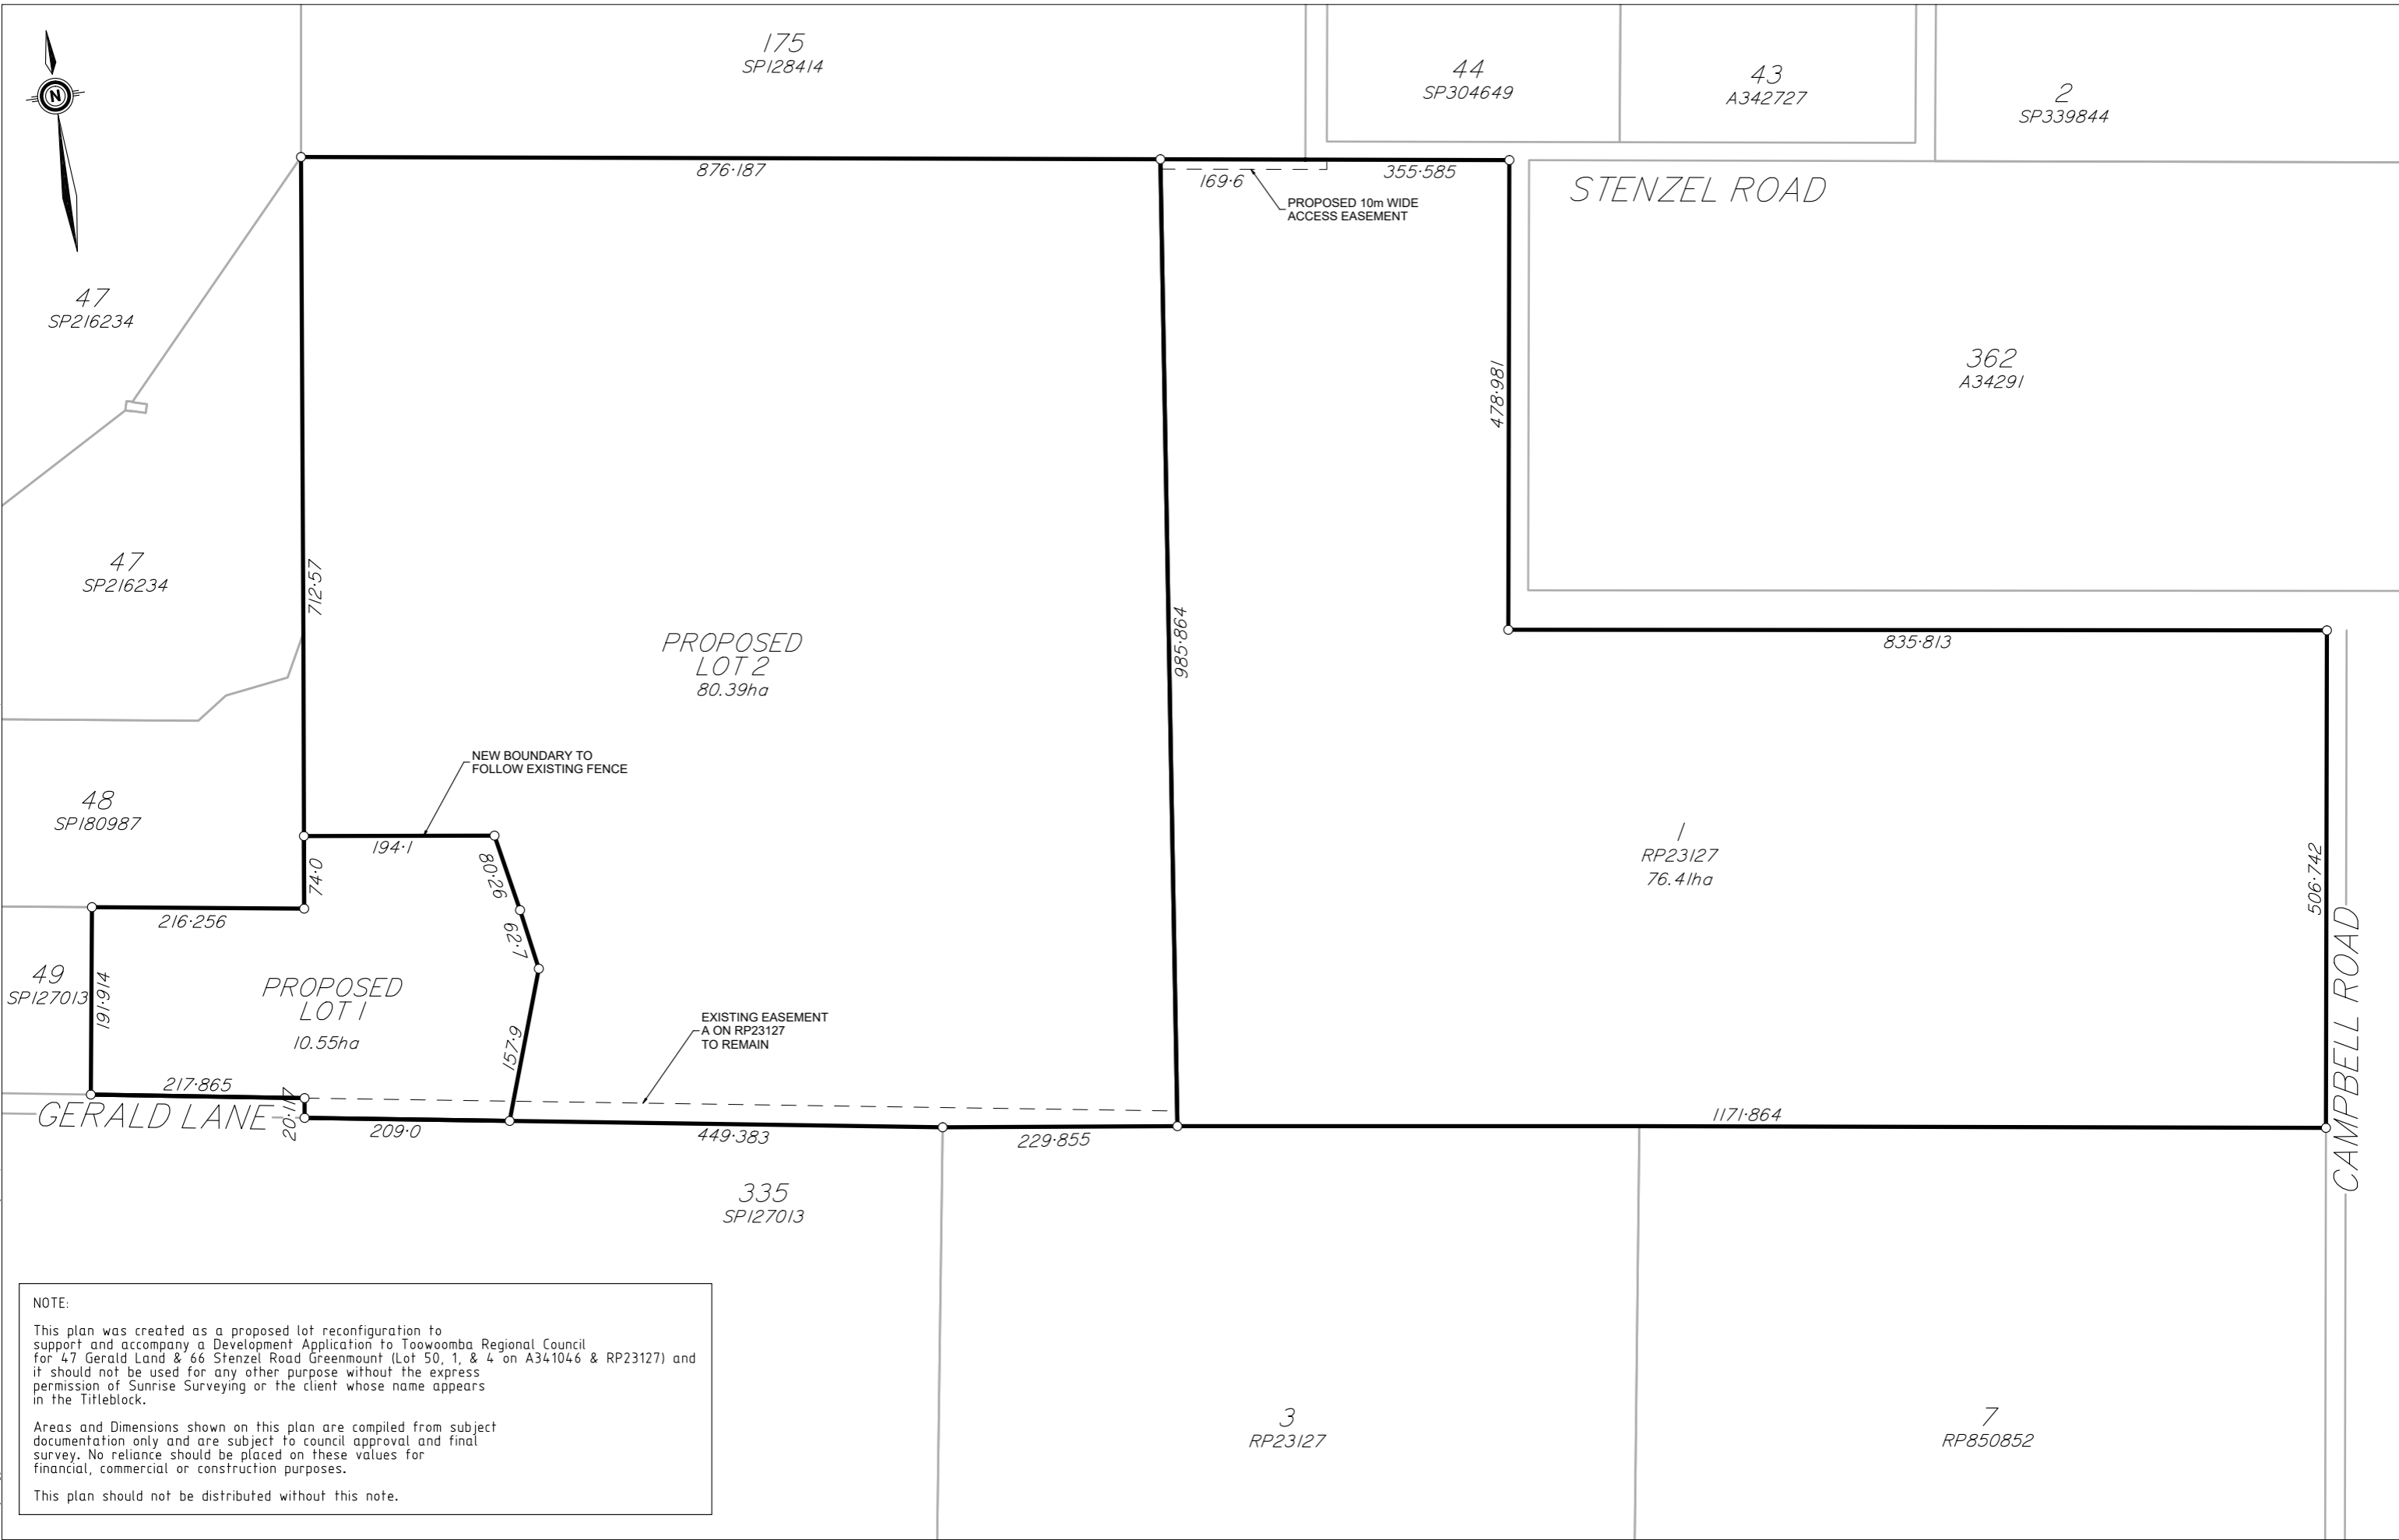 175
SP128414
44
SP304649
43
A342727
2
SP339844
N
876·187
169·6
355·585
STENZEL ROAD
PROPOSED 10m WIDE
ACCESS EASEMENT
47
SP216234
362
A34291
478·981
47
SP216234
712·57
985·864
PROPOSED
LOT 2
80.39ha
835·813
NEW BOUNDARY TO
FOLLOW EXISTING FENCE
48
SP180987
194·1
80·26
74·0
1
RP23127
76.41ha
506·742
216·256
62·7
49
SP127013
191·914
PROPOSED
LOT 1
10.55ha
157·9
EXISTING EASEMENT
A ON RP23127
TO REMAIN
CAMPBELL ROAD
217·865
GERALD LANE
20·117
209·0
449·383
229·855
1171·864
335
SP127013
3
RP23127
7
RP850852
NOTE:
This plan was created as a proposed lot reconfiguration to
support and accompany a Development Application to Toowoomba Regional Council
for 47 Gerald Land & 66 Stenzel Road Greenmount (Lot 50, 1, & 4 on A341046 & RP23127) and
it should not be used for any other purpose without the express
permission of Sunrise Surveying or the client whose name appears
in the Titleblock.
Areas and Dimensions shown on this plan are compiled from subject
documentation only and are subject to council approval and final
survey. No reliance should be placed on these values for
financial, commercial or construction purposes.
This plan should not be distributed without this note.